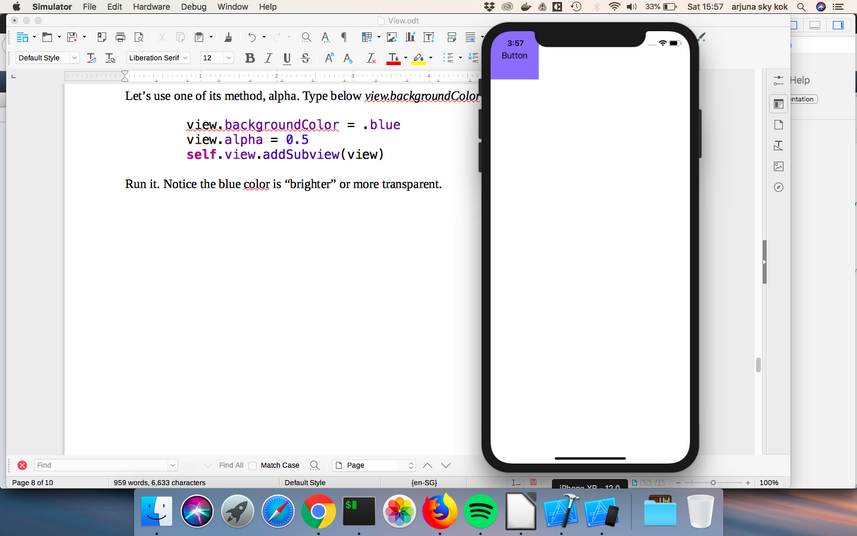 Simulator File Edit Hardware Debug Window Help 33% Sat 15:57 arjuna sky kok
View.odt
Default Style Liberation Serif 12
Help
Let's use one of its method, alpha. Type below view.backgroundColor
view.backgroundColor = .blue
view.alpha = 0.5
self.view.addSubview(view)
Run it. Notice the blue color is “brighter” or more transparent.
3:57
Button
Find Find All Match Case Page
Page 8 of 10 959 words, 6,633 characters Default Style {en-SG} 100%
iPhone XR - 12.0